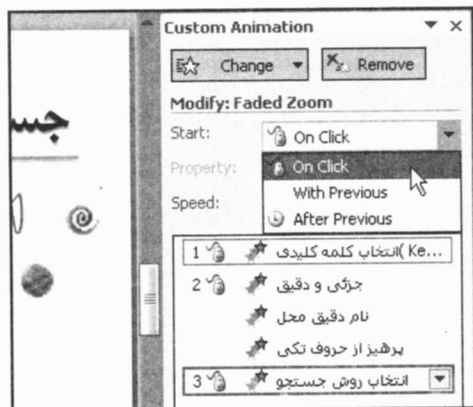 Custom Animation
Change
Remove
Modify: Faded Zoom
Start:
On Click
Property:
On Click
With Previous
Speed:
After Previous
1 انتخاب کلمه کلیدی( Ke...
2 جزئی و دقیق
نام دقیق محل
پرهیز از حروف تکی
3 انتخاب روش جستجو
جس